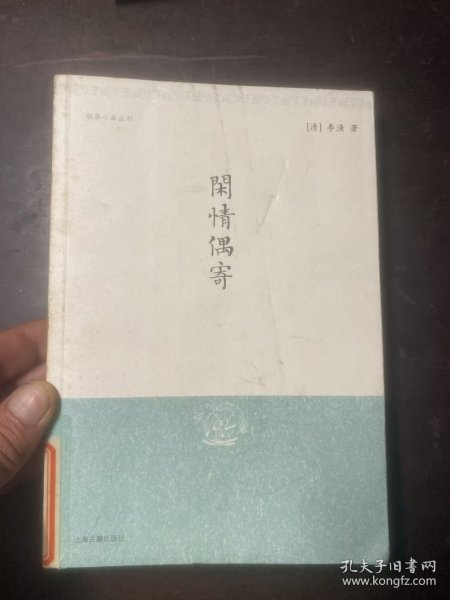 明清小品丛刊
[清] 李渔 著
閑情偶寄
上海古籍出版社
孔夫子旧书网
www.kongfz.com